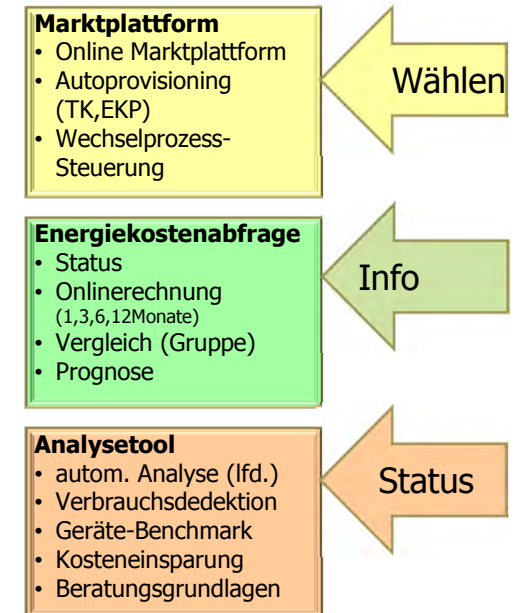 Marktplattform
• Online Marktplattform
• Autoprovisioning
(TK,EKP)
• Wechselprozess-
Steuerung
Wählen
Energiekostenabfrage
• Status
• Onlinerechnung
(1,3,6,12Monate)
• Vergleich (Gruppe)
• Prognose
Info
Analysetool
• autom. Analyse (lfd.)
• Verbrauchsdedektion
• Geräte-Benchmark
• Kosteneinsparung
• Beratungsgrundlagen
Status